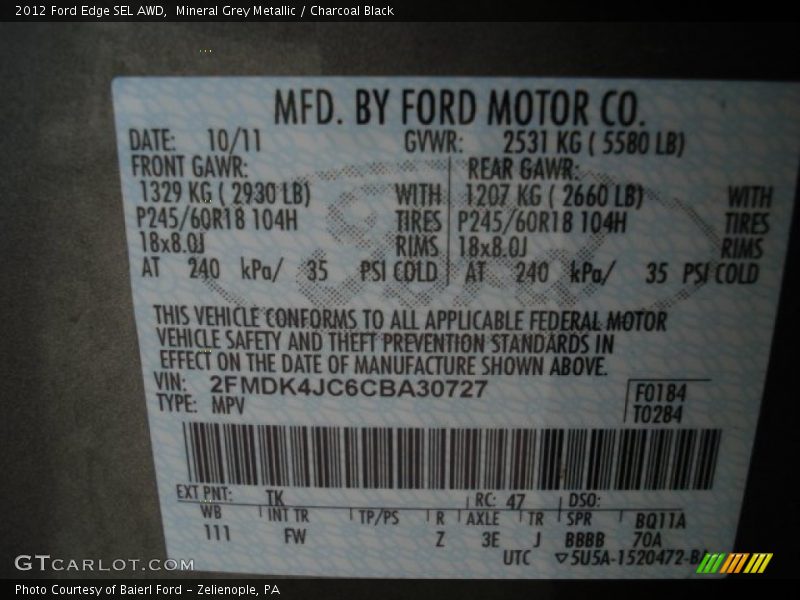 2012 Ford Edge SEL AWD, Mineral Grey Metallic / Charcoal Black
MFD. BY FORD MOTOR CO.
DATE: 10/11 GVWR: 2531 KG ( 5580 LB)
FRONT GAWR: REAR GAWR:
1329 KG ( 2930 LB) WITH 1207 KG ( 2660 LB) WITH
P245/60R18 104H TIRES P245/60R18 104H TIRES
18x8.0J RIMS 18x8.0J RIMS
AT 240 kPa/ 35 PSI COLD AT 240 kPa/ 35 PSI COLD
THIS VEHICLE CONFORMS TO ALL APPLICABLE FEDERAL MOTOR
VEHICLE SAFETY AND THEFT PREVENTION STANDARDS IN
EFFECT ON THE DATE OF MANUFACTURE SHOWN ABOVE.
VIN: 2FMDK4JC6CBA30727 F0184
TYPE: MPV T0284
EXT PNT: TK RC: 47 DSO:
WB INT TR TP/PS R AXLE TR SPR BQ11A
111 FW Z 3E J BBBB 70A
UTC ▽5U5A-1520472-B
GTCARLOT.COM
Photo Courtesy of Baierl Ford - Zelienople, PA